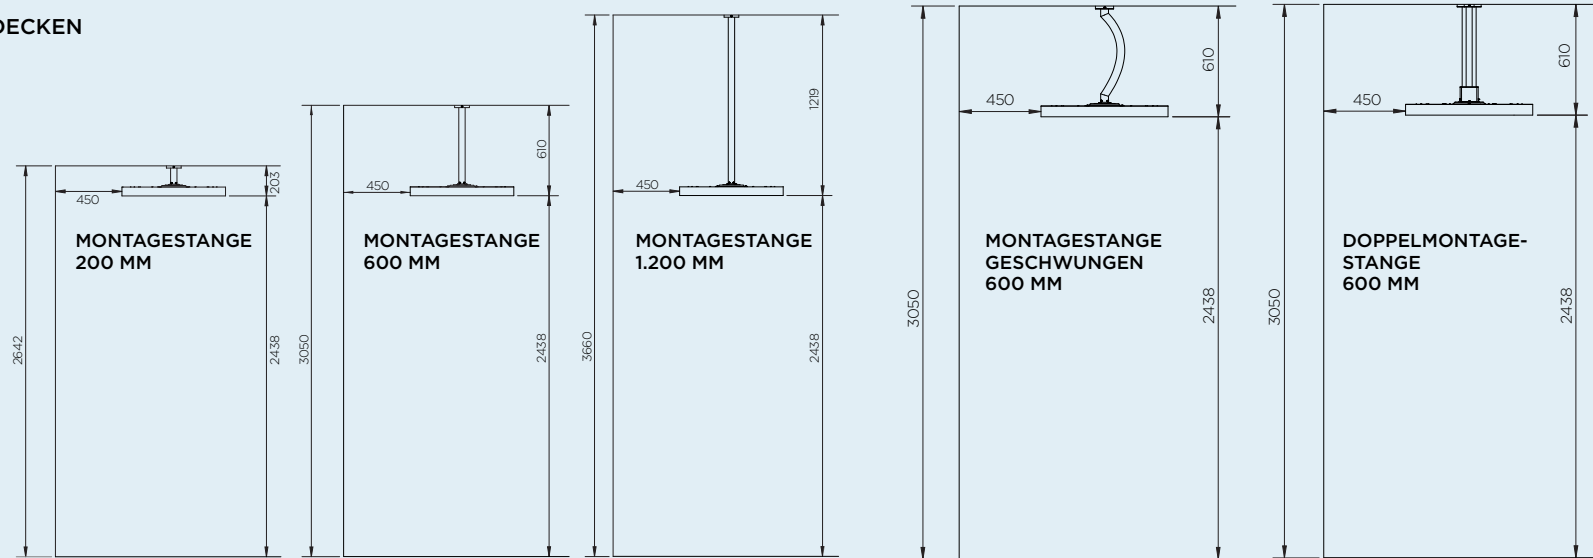 DECKEN
203
450
2642
2438
MONTAGESTANGE
200 MM
610
450
3050
2438
MONTAGESTANGE
600 MM
1219
450
3660
2438
MONTAGESTANGE
1.200 MM
610
450
3050
2438
MONTAGESTANGE
GESCHWUNGEN
600 MM
610
450
3050
2438
DOPPELMONTAGE-
STANGE
600 MM